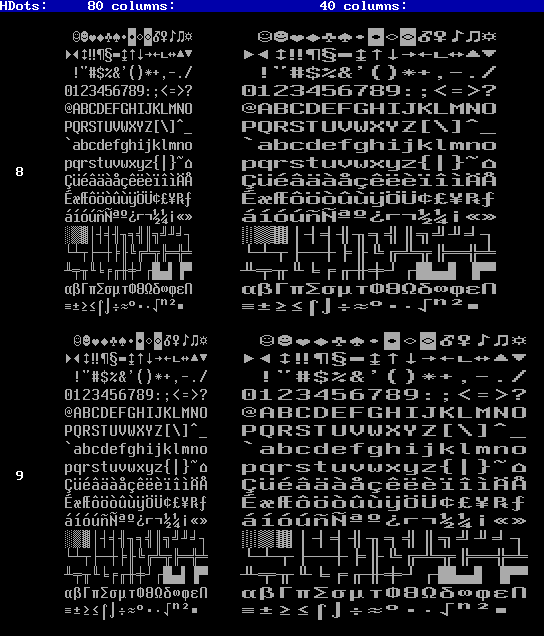 HDots: 80 columns: 40 columns:
☺☻♥♦♣♠•◘○◙♂♀♪♫☼ ☺☻♥♦♣♠•◘○◙♂♀♪♫☼
►◄↕‼¶§▬↨↑↓→←∟↔▲▼ ►◄↕‼¶§▬↨↑↓→←∟↔▲▼
!"#$%&'()*+,-./ !"#$%&'()*+,-./
0123456789:;<=>? 0123456789:;<=>?
@ABCDEFGHIJKLMNO @ABCDEFGHIJKLMNO
PQRSTUVWXYZ[\]^_ PQRSTUVWXYZ[\]^_
`abcdefghijklmno `abcdefghijklmno
8 pqrstuvwxyz{|}~⌂ pqrstuvwxyz{|}~⌂
ÇüéâäàåçêëèïîìÄÅ ÇüéâäàåçêëèïîìÄÅ
ÉæÆôöòûùÿÖÜ¢£¥₧ƒ ÉæÆôöòûùÿÖÜ¢£¥₧ƒ
áíóúñÑªº¿⌐¬½¼¡«» áíóúñÑªº¿⌐¬½¼¡«»
░▒▓│┤╡╢╖╕╣║╗╝╜╛┐ ░▒▓│┤╡╢╖╕╣║╗╝╜╛┐
└┴┬├─┼╞╟╚╔╩╦╠═╬╧ └┴┬├─┼╞╟╚╔╩╦╠═╬╧
╨╤╥╙╘╒╓╫╪┘┌█▄▌▐▀ ╨╤╥╙╘╒╓╫╪┘┌█▄▌▐▀
αßΓπΣσµτΦΘΩδ∞φε∩ αßΓπΣσµτΦΘΩδ∞φε∩
≡±≥≤⌠⌡÷≈°∙·√ⁿ²■ ≡±≥≤⌠⌡÷≈°∙·√ⁿ²■
☺☻♥♦♣♠•◘○◙♂♀♪♫☼ ☺☻♥♦♣♠•◘○◙♂♀♪♫☼
►◄↕‼¶§▬↨↑↓→←∟↔▲▼ ►◄↕‼¶§▬↨↑↓→←∟↔▲▼
!"#$%&'()*+,-./ !"#$%&'()*+,-./
0123456789:;<=>? 0123456789:;<=>?
@ABCDEFGHIJKLMNO @ABCDEFGHIJKLMNO
PQRSTUVWXYZ[\]^_ PQRSTUVWXYZ[\]^_
`abcdefghijklmno `abcdefghijklmno
9 pqrstuvwxyz{|}~⌂ pqrstuvwxyz{|}~⌂
ÇüéâäàåçêëèïîìÄÅ ÇüéâäàåçêëèïîìÄÅ
ÉæÆôöòûùÿÖÜ¢£¥₧ƒ ÉæÆôöòûùÿÖÜ¢£¥₧ƒ
áíóúñÑªº¿⌐¬½¼¡«» áíóúñÑªº¿⌐¬½¼¡«»
░▒▓│┤╡╢╖╕╣║╗╝╜╛┐ ░▒▓│┤╡╢╖╕╣║╗╝╜╛┐
└┴┬├─┼╞╟╚╔╩╦╠═╬╧ └┴┬├─┼╞╟╚╔╩╦╠═╬╧
╨╤╥╙╘╒╓╫╪┘┌█▄▌▐▀ ╨╤╥╙╘╒╓╫╪┘┌█▄▌▐▀
αßΓπΣσµτΦΘΩδ∞φε∩ αßΓπΣσµτΦΘΩδ∞φε∩
≡±≥≤⌠⌡÷≈°∙·√ⁿ²■ ≡±≥≤⌠⌡÷≈°∙·√ⁿ²■